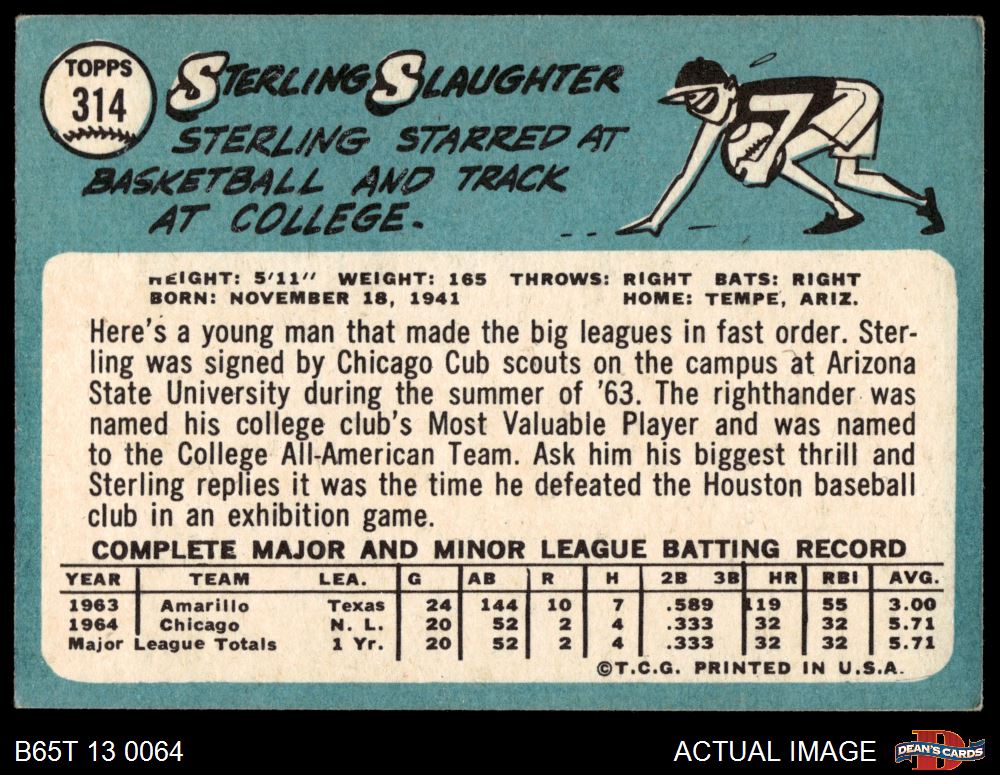 TOPPS
314
STERLING SLAUGHTER
STERLING STARRED AT
BASKETBALL AND TRACK
AT COLLEGE.
7
HEIGHT: 5'11" WEIGHT: 165 THROWS: RIGHT BATS: RIGHT
BORN: NOVEMBER 18, 1941 HOME: TEMPE, ARIZ.
Here's a young man that made the big leagues in fast order. Ster-
ling was signed by Chicago Cub scouts on the campus at Arizona
State University during the summer of '63. The righthander was
named his college club's Most Valuable Player and was named
to the College All-American Team. Ask him his biggest thrill and
Sterling replies it was the time he defeated the Houston baseball
club in an exhibition game.
COMPLETE MAJOR AND MINOR LEAGUE BATTING RECORD
YEAR TEAM LEA. G AB R H 2B 3B HR RBI AVG.
1963 Amarillo Texas 24 144 10 7 .589 119 55 3.00
1964 Chicago N. L. 20 52 2 4 .333 32 32 5.71
Major League Totals 1 Yr. 20 52 2 4 .333 32 32 5.71
©T.C.G. PRINTED IN U.S.A.
B65T 13 0064 ACTUAL IMAGE DEAN'S CARDS